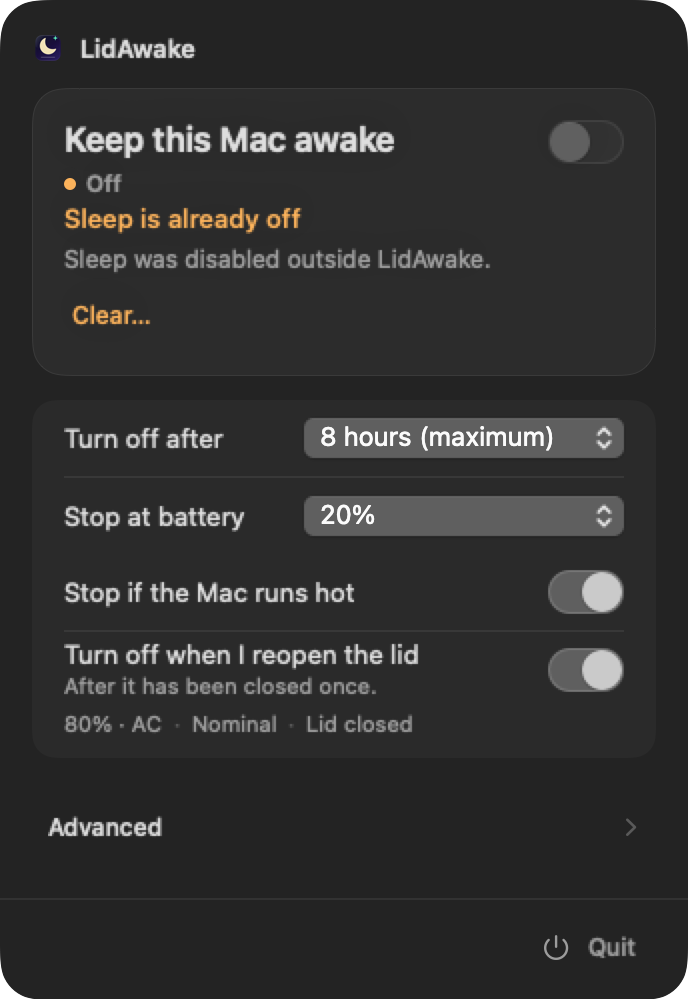 LidAwake
Keep this Mac awake
Off
Sleep is already off
Sleep was disabled outside LidAwake.
Clear...
Turn off after 8 hours (maximum)
Stop at battery 20%
Stop if the Mac runs hot
Turn off when I reopen the lid
After it has been closed once.
80% · AC · Nominal · Lid closed
Advanced
Quit